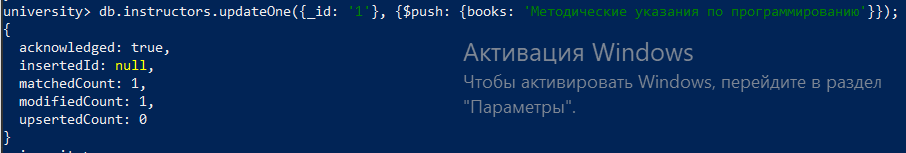 university> db.instructors.updateOne({_id: '1'}, {$push: {books: 'Методические указания по программированию'}});
{
  acknowledged: true,
  insertedId: null,
  matchedCount: 1,
  modifiedCount: 1,
  upsertedCount: 0
}
Активация Windows
Чтобы активировать Windows, перейдите в раздел
"Параметры".